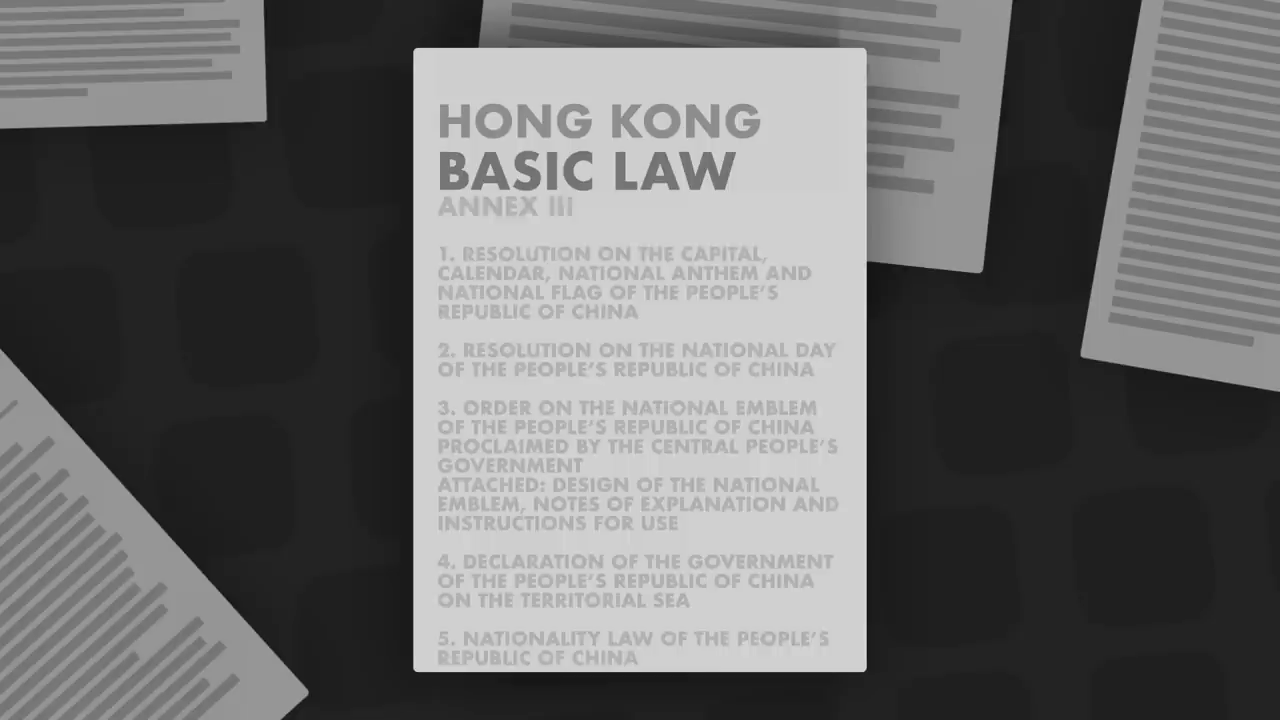 HONG KONG
BASIC LAW
ANNEX III
1. RESOLUTION ON THE CAPITAL,
CALENDAR, NATIONAL ANTHEM AND
NATIONAL FLAG OF THE PEOPLE'S
REPUBLIC OF CHINA
2. RESOLUTION ON THE NATIONAL DAY
OF THE PEOPLE'S REPUBLIC OF CHINA
3. ORDER ON THE NATIONAL EMBLEM
OF THE PEOPLE'S REPUBLIC OF CHINA
PROCLAIMED BY THE CENTRAL PEOPLE'S
GOVERNMENT
ATTACHED: DESIGN OF THE NATIONAL
EMBLEM, NOTES OF EXPLANATION AND
INSTRUCTIONS FOR USE
4. DECLARATION OF THE GOVERNMENT
OF THE PEOPLE'S REPUBLIC OF CHINA
ON THE TERRITORIAL SEA
5. NATIONALITY LAW OF THE PEOPLE'S
REPUBLIC OF CHINA